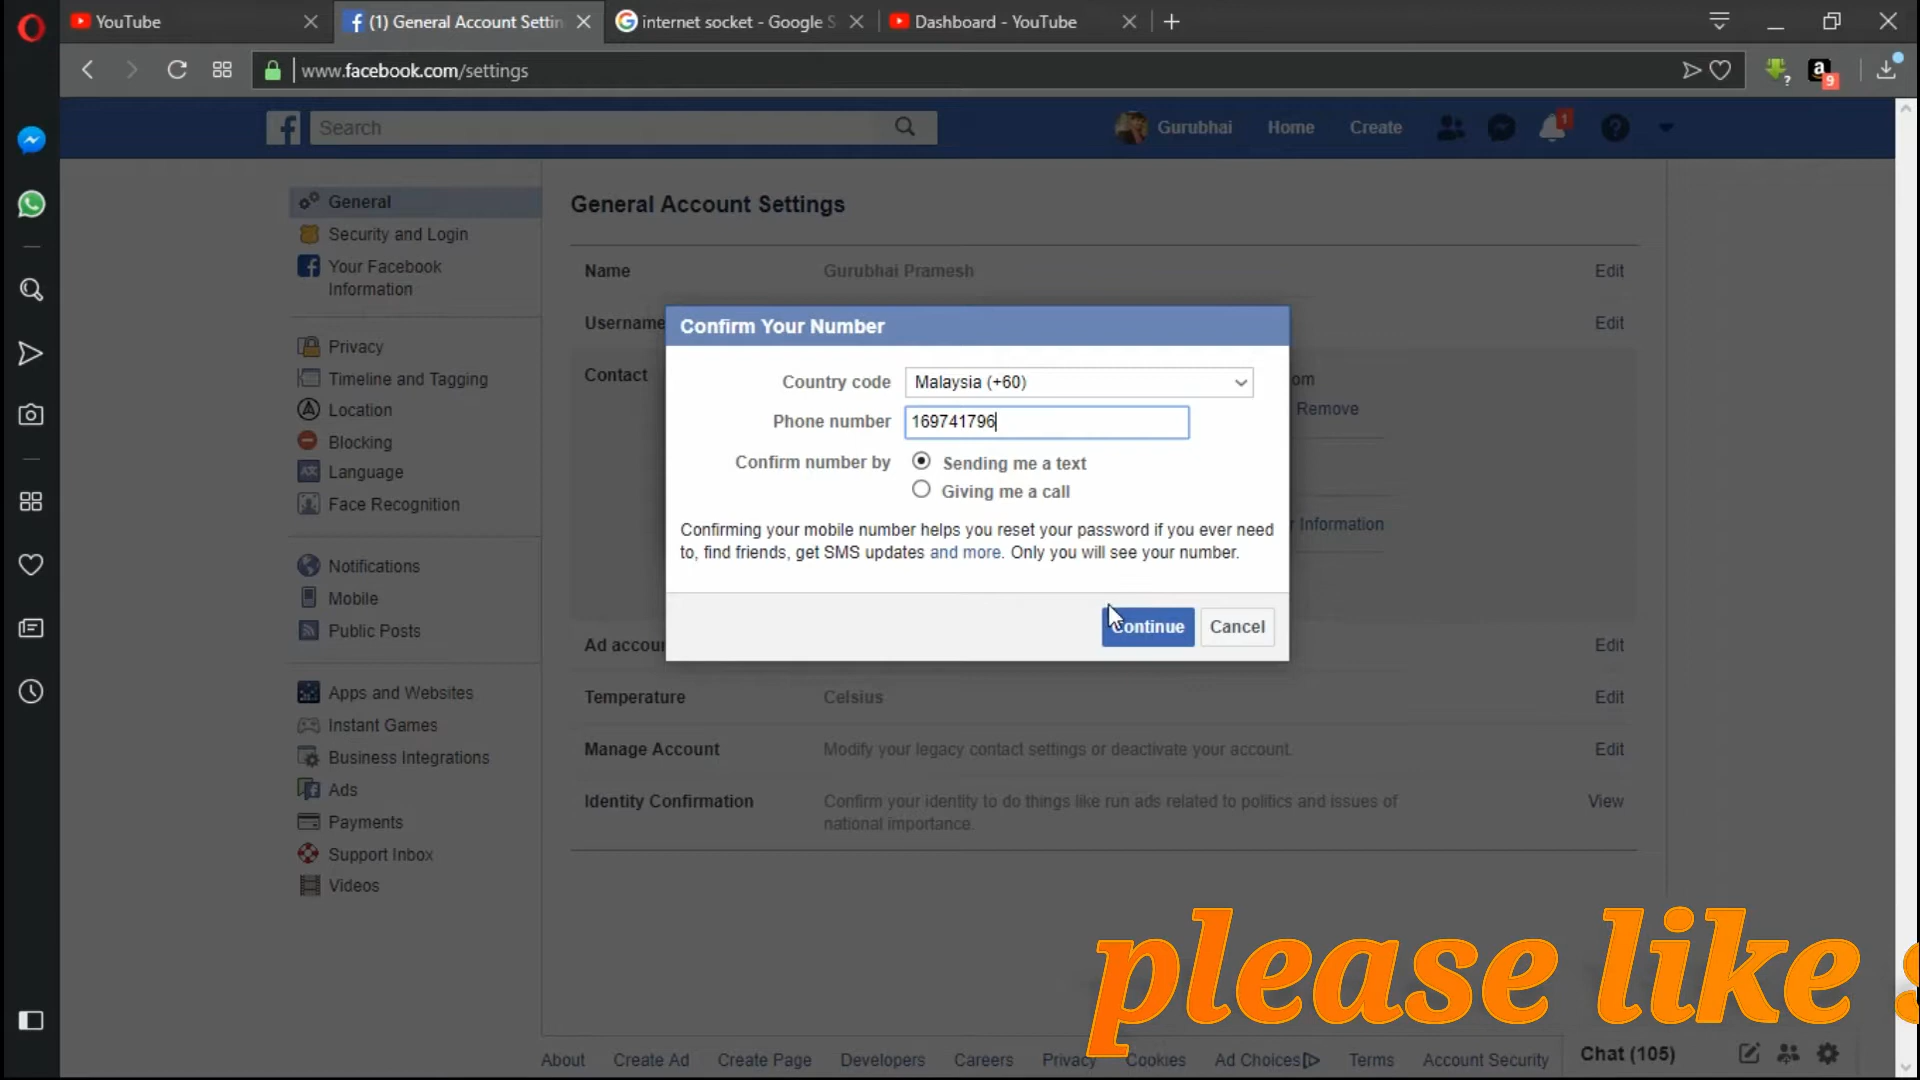 YouTube
(1) General Account Settin
internet socket - Google S
Dashboard - YouTube
www.facebook.com/settings
9
Search
Gurubhai
Home
Create
1
General
Security and Login
Your Facebook
Information
Privacy
Timeline and Tagging
Location
Blocking
Language
Face Recognition
Notifications
Mobile
Public Posts
Apps and Websites
Instant Games
Business Integrations
Ads
Payments
Support Inbox
Videos
General Account Settings
Name
Gurubhai Pramesh
Edit
Username
Edit
Contact
om
Remove
Information
Confirm Your Number
Country code
Malaysia (+60)
Phone number
169741796
Confirm number by
Sending me a text
Giving me a call
Confirming your mobile number helps you reset your password if you ever need
to, find friends, get SMS updates and more. Only you will see your number.
Continue
Cancel
Ad accou
Edit
Temperature
Celsius
Edit
Manage Account
Modify your legacy contact settings or deactivate your account.
Edit
Identity Confirmation
Confirm your identity to do things like run ads related to politics and issues of
national importance.
View
please like s
About
Create Ad
Create Page
Developers
Careers
Privacy
Cookies
Ad Choices
Terms
Account Security
Chat (105)